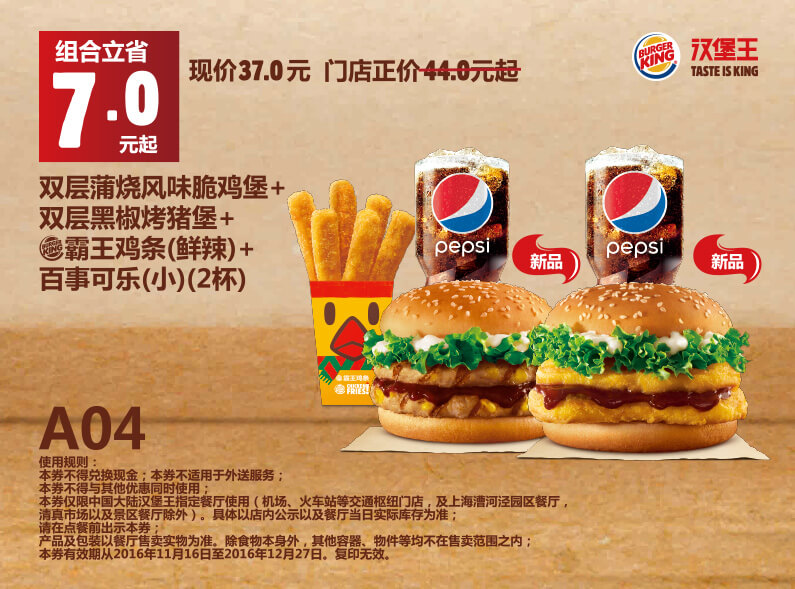 组合立省
7.0
元起
现价37.0元 门店正价44.0元起
BURGER KING
汉堡王
TASTE IS KING
双层蒲烧风味脆鸡堡+
双层黑椒烤猪堡+
BURGER KING霸王鸡条(鲜辣)+
百事可乐(小)(2杯)
pepsi
pepsi
新品
新品
霸王鸡条
CHICKEN FRIES
A04
使用规则：
本券不得兑换现金；本券不适用于外送服务；
本券不得与其他优惠同时使用；
本券仅限中国大陆汉堡王指定餐厅使用（机场、火车站等交通枢纽门店，及上海漕河泾园区餐厅，
清真市场以及景区餐厅除外）。具体以店内公示以及餐厅当日实际库存为准；
请在点餐前出示本券；
产品及包装以餐厅售卖实物为准。除食物本身外，其他容器、物件等均不在售卖范围之内；
本券有效期从2016年11月16日至2016年12月27日。复印无效。